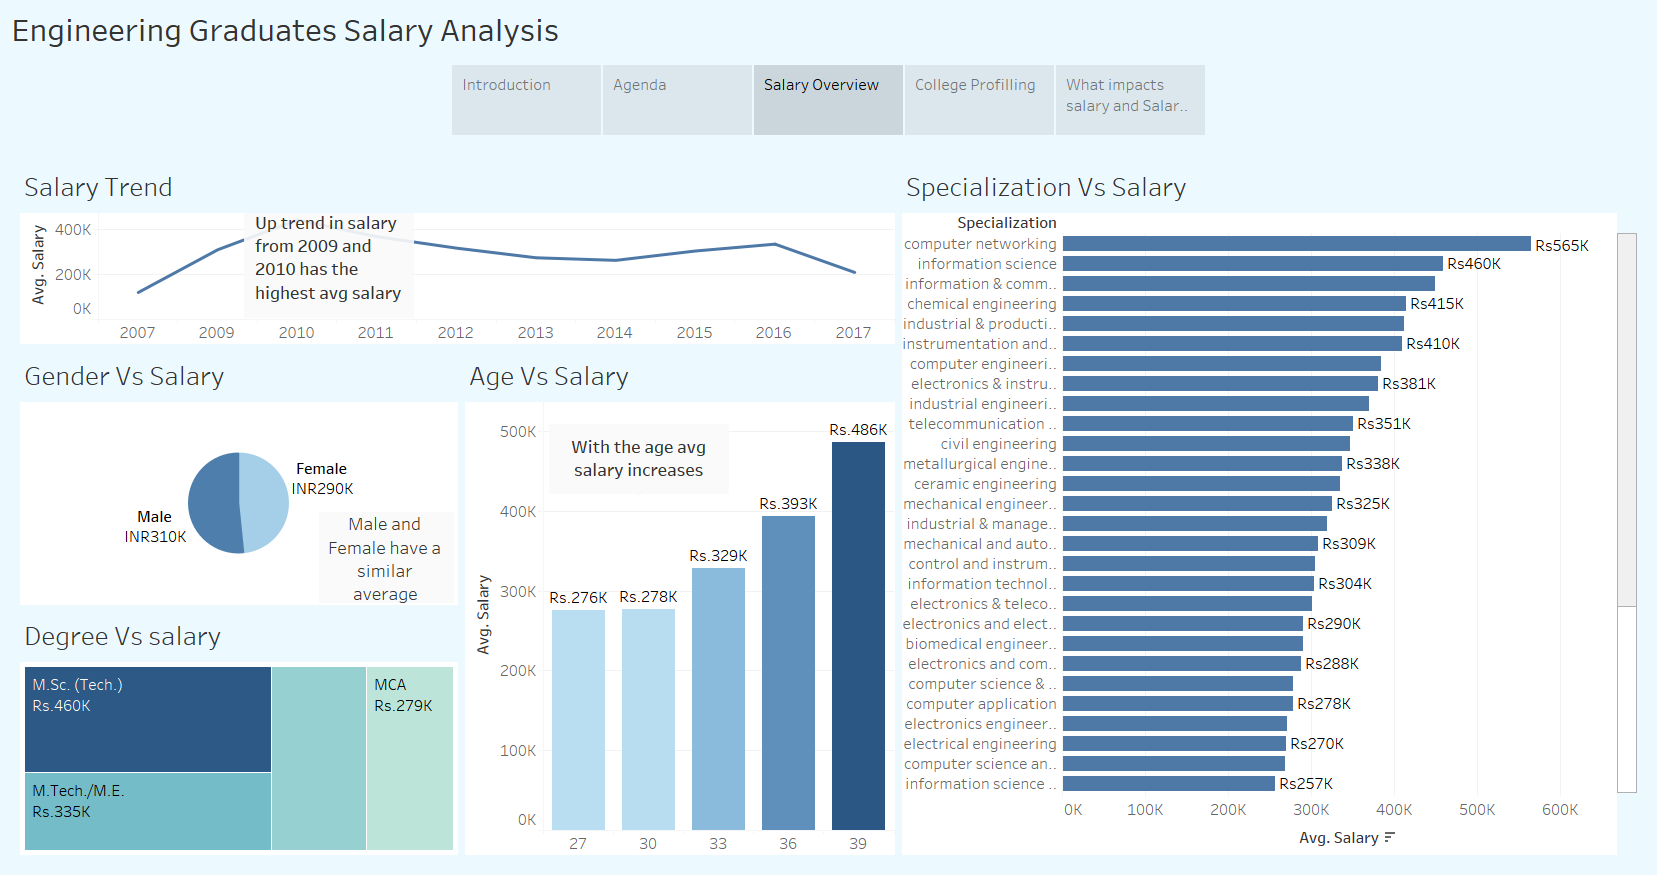 Engineering Graduates Salary Analysis
Introduction
Agenda
Salary Overview
College Profilling
What impacts
salary and Salar..
Salary Trend
Avg. Salary
400K
200K
0K
Up trend in salary
from 2009 and
2010 has the
highest avg salary
2007 2009 2010 2011 2012 2013 2014 2015 2016 2017
Gender Vs Salary
Female
INR290K
Male
INR310K
Male and
Female have a
similar
average
Degree Vs salary
M.Sc. (Tech.)
Rs.460K
M.Tech./M.E.
Rs.335K
MCA
Rs.279K
Age Vs Salary
Avg. Salary
500K
400K
300K
200K
100K
0K
With the age avg
salary increases
Rs.276K
Rs.278K
Rs.329K
Rs.393K
Rs.486K
27 30 33 36 39
Specialization Vs Salary
Specialization
computer networking Rs565K
information science Rs460K
information & comm..
chemical engineering Rs415K
industrial & producti..
instrumentation and.. Rs410K
computer engineeri..
electronics & instru.. Rs381K
industrial engineeri..
telecommunication .. Rs351K
civil engineering
metallurgical engine.. Rs338K
ceramic engineering
mechanical engineer.. Rs325K
industrial & manage..
mechanical and auto.. Rs309K
control and instrum..
information technol.. Rs304K
electronics & teleco..
electronics and elect.. Rs290K
biomedical engineer..
electronics and com.. Rs288K
computer science & ..
computer application Rs278K
electronics engineer..
electrical engineering Rs270K
computer science an..
information science .. Rs257K
0K 100K 200K 300K 400K 500K 600K
Avg. Salary